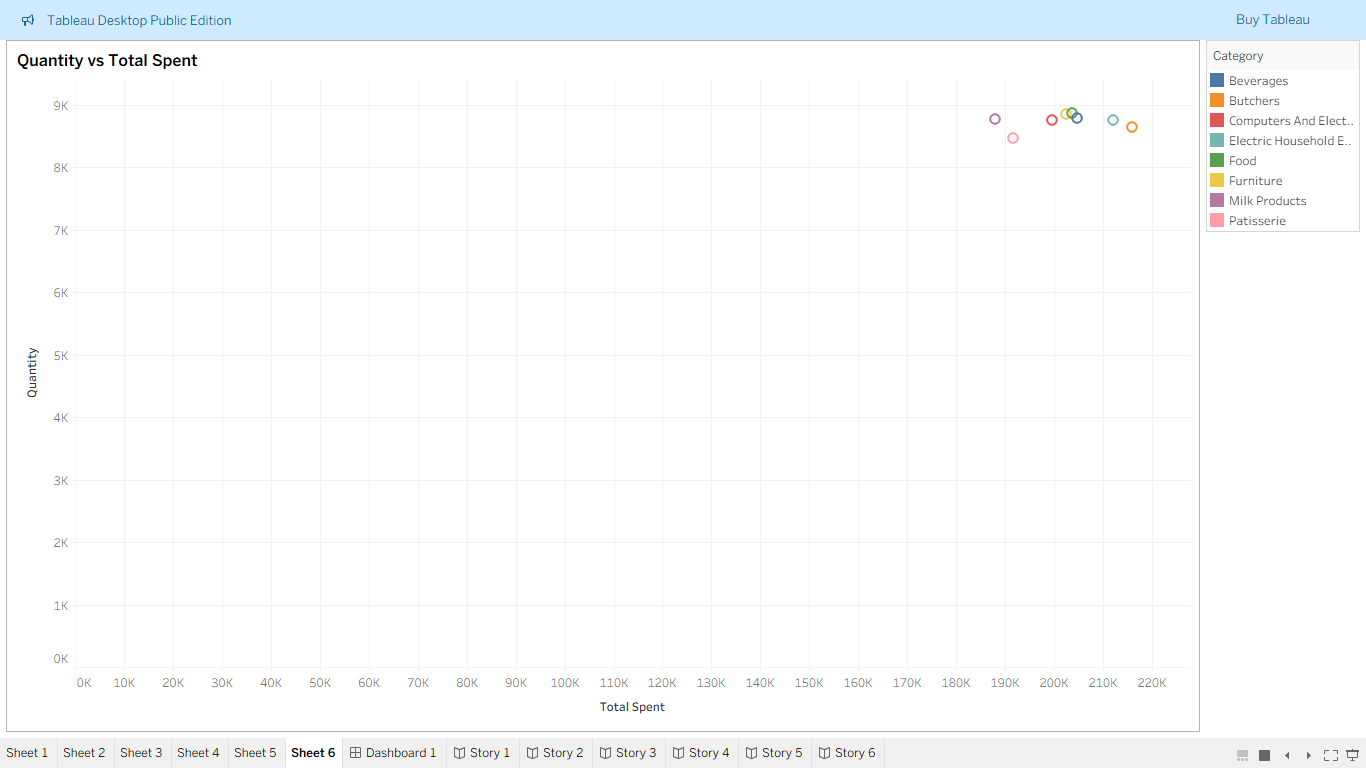 Tableau Desktop Public Edition
Buy Tableau
Quantity vs Total Spent
Category
Beverages
Butchers
Computers And Elect..
Electric Household E..
Food
Furniture
Milk Products
Patisserie
9K
8K
7K
6K
5K
4K
3K
2K
1K
0K
Quantity
0K 10K 20K 30K 40K 50K 60K 70K 80K 90K 100K 110K 120K 130K 140K 150K 160K 170K 180K 190K 200K 210K 220K
Total Spent
Sheet 1 Sheet 2 Sheet 3 Sheet 4 Sheet 5 Sheet 6 Dashboard 1 Story 1 Story 2 Story 3 Story 4 Story 5 Story 6